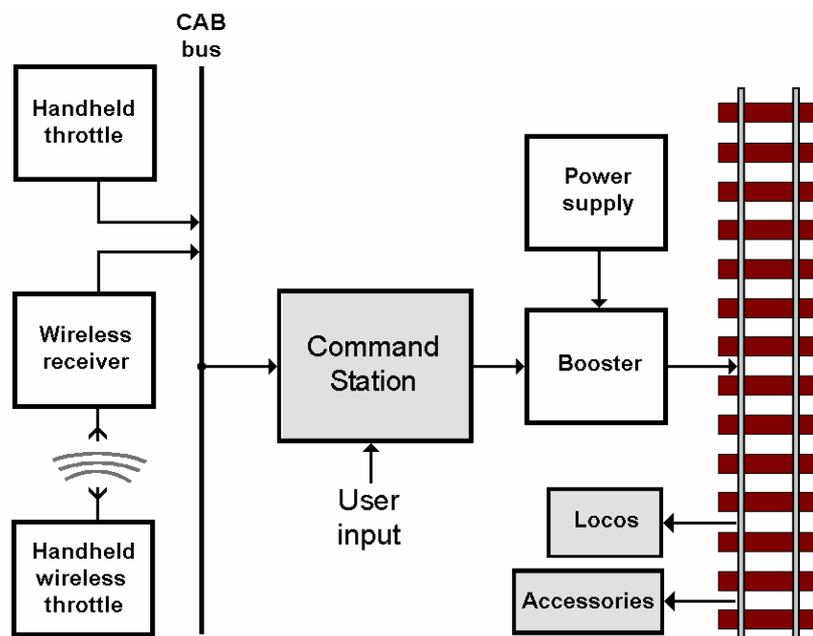 CAB
bus
Handheld
throttle
Power
supply
Wireless
receiver
Command
Station
Booster
User
input
Locos
Handheld
wireless
throttle
Accessories